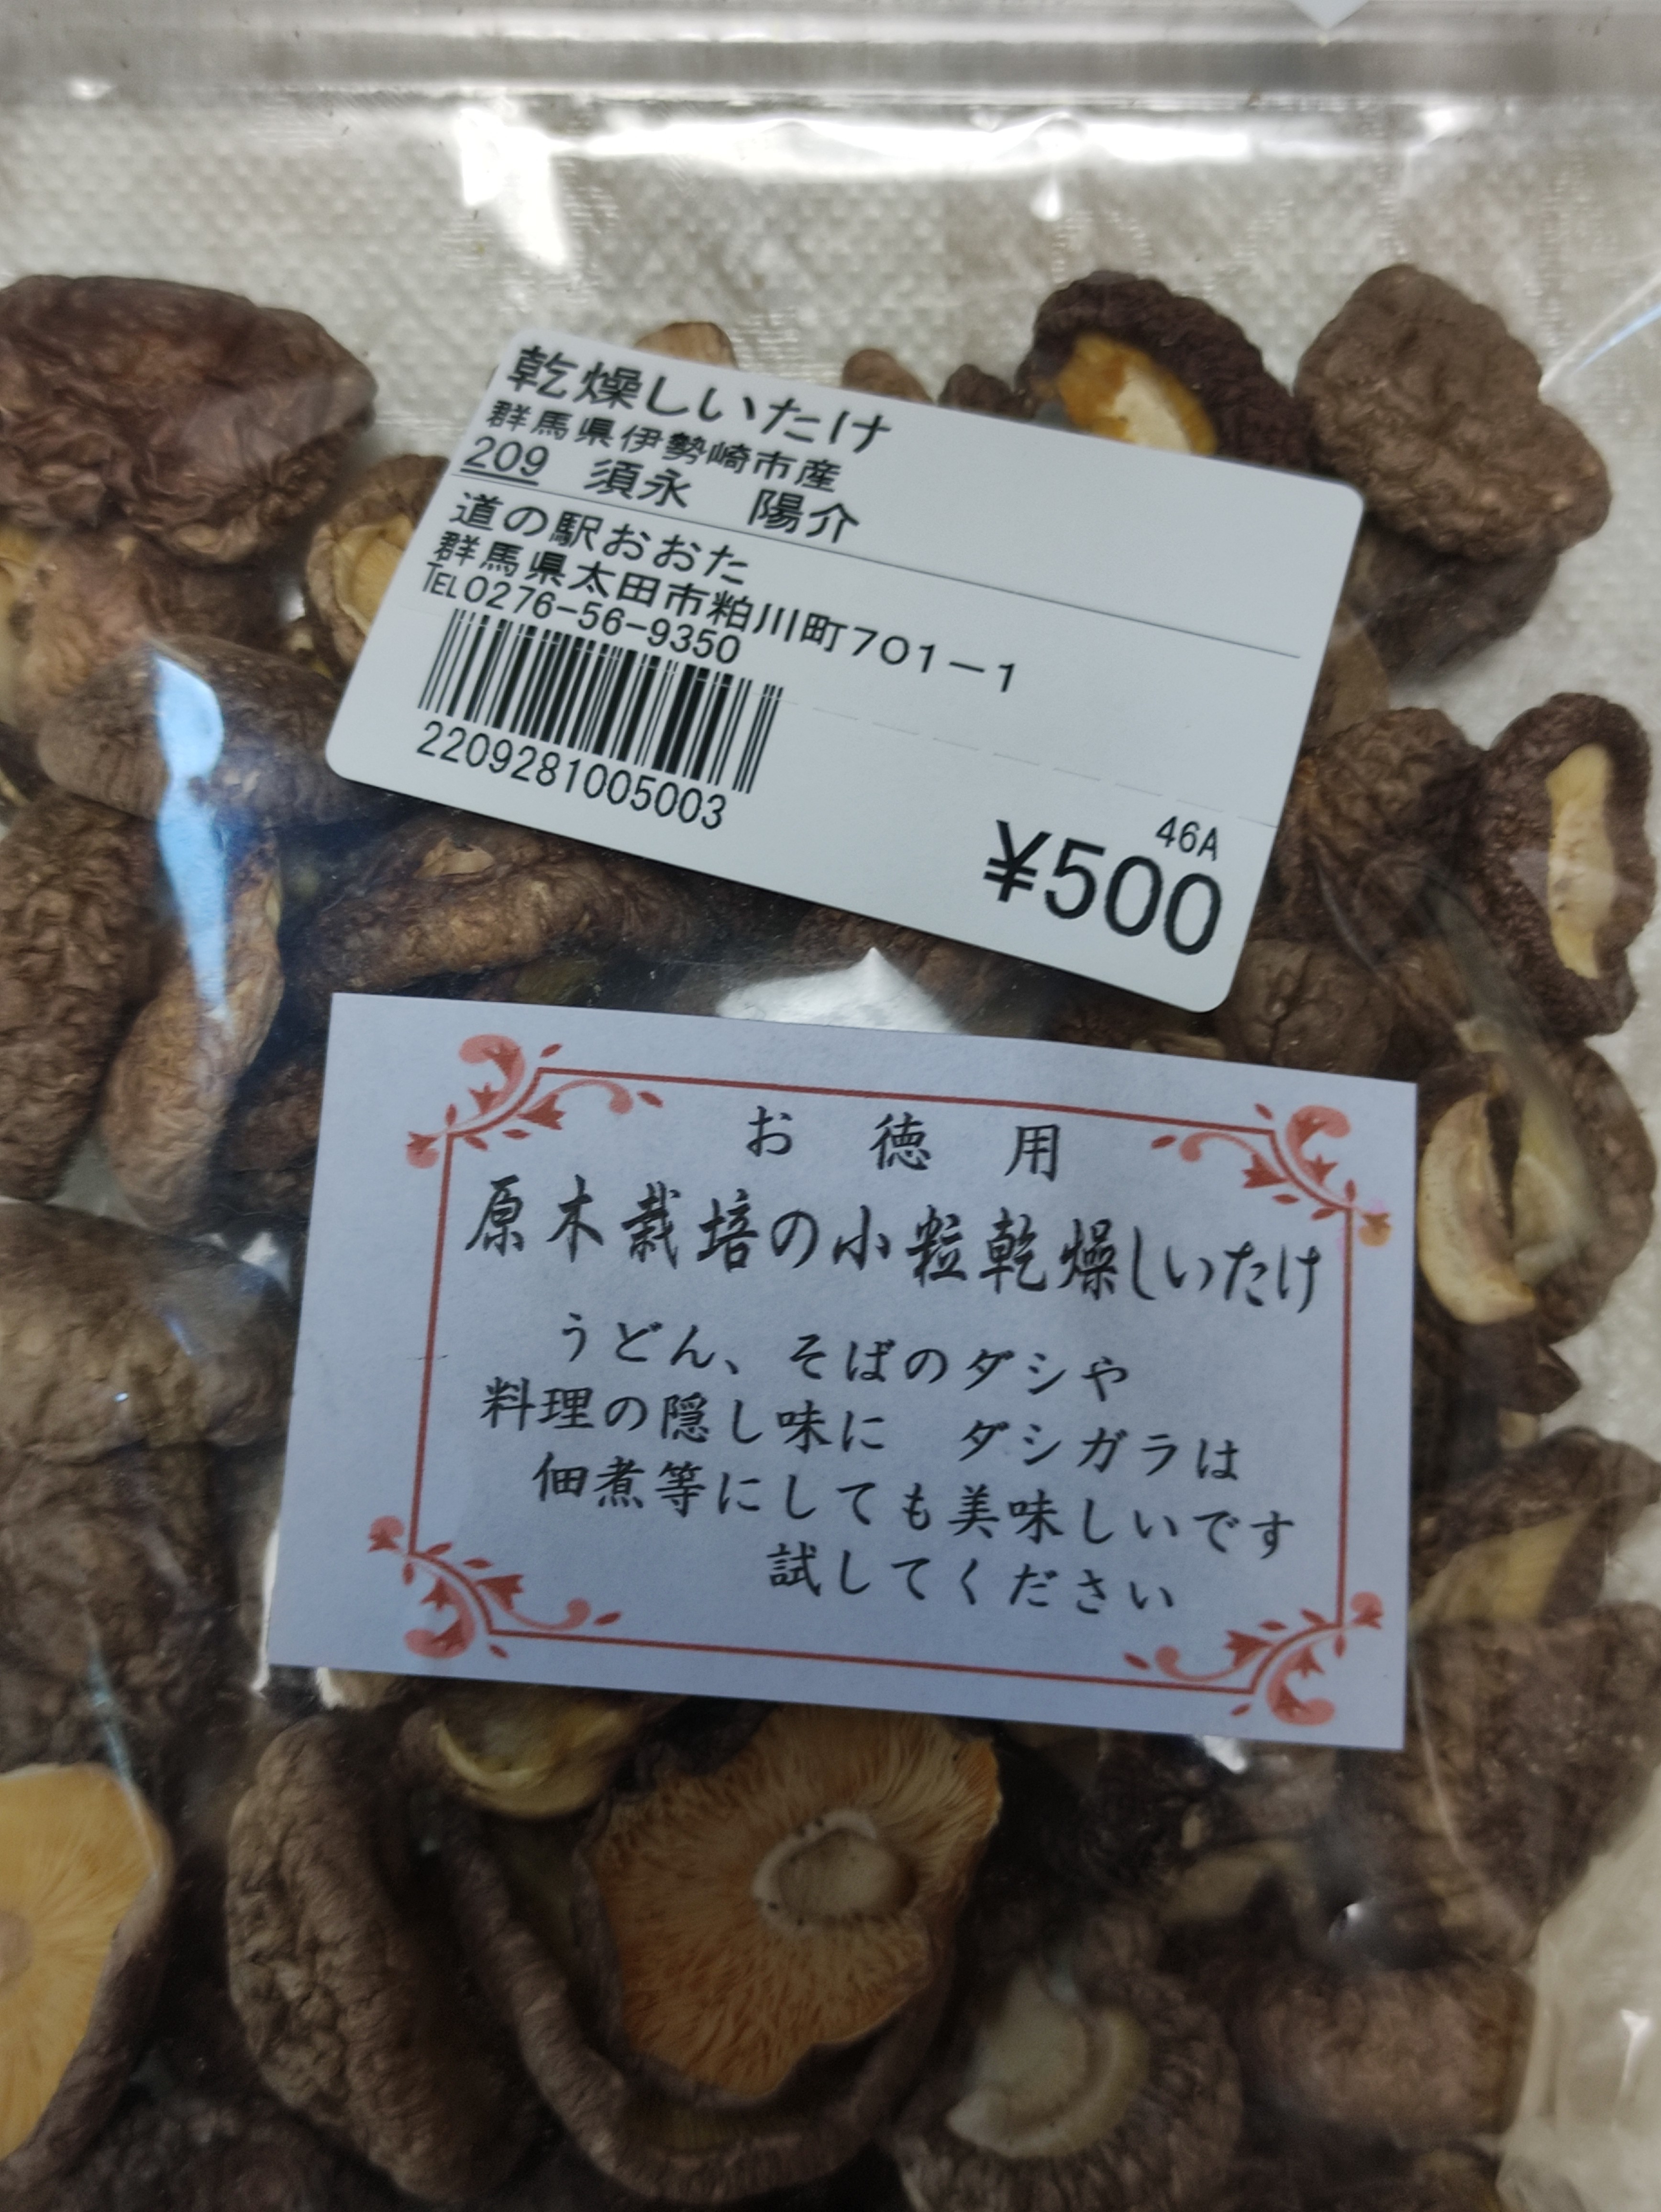 乾燥しいたけ
群馬県伊勢崎市産
209 須永 陽介
道の駅おおた
群馬県太田市粕川町701-1
TEL0276-56-9350
2209281005003
46A
¥500
お徳用
原木栽培の小粒乾燥しいたけ
うどん、そばのダシや
料理の隠し味に ダシガラは
佃煮等にしても美味しいです
試してください